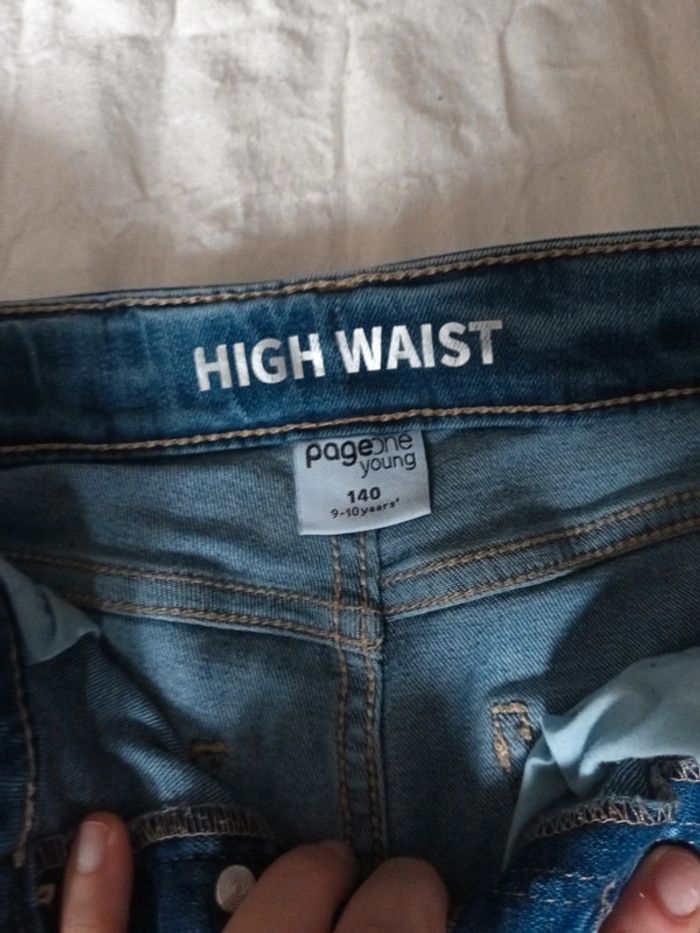 HIGH WAIST
pageone
young
140
9-10years'